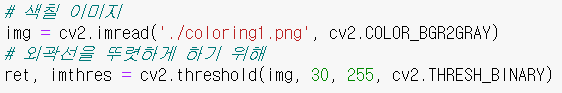 # 색칠 이미지
img = cv2.imread('./coloring1.png', cv2.COLOR_BGR2GRAY)
# 외곽선을 뚜렷하게 하기 위해
ret, imthres = cv2.threshold(img, 30, 255, cv2.THRESH_BINARY)